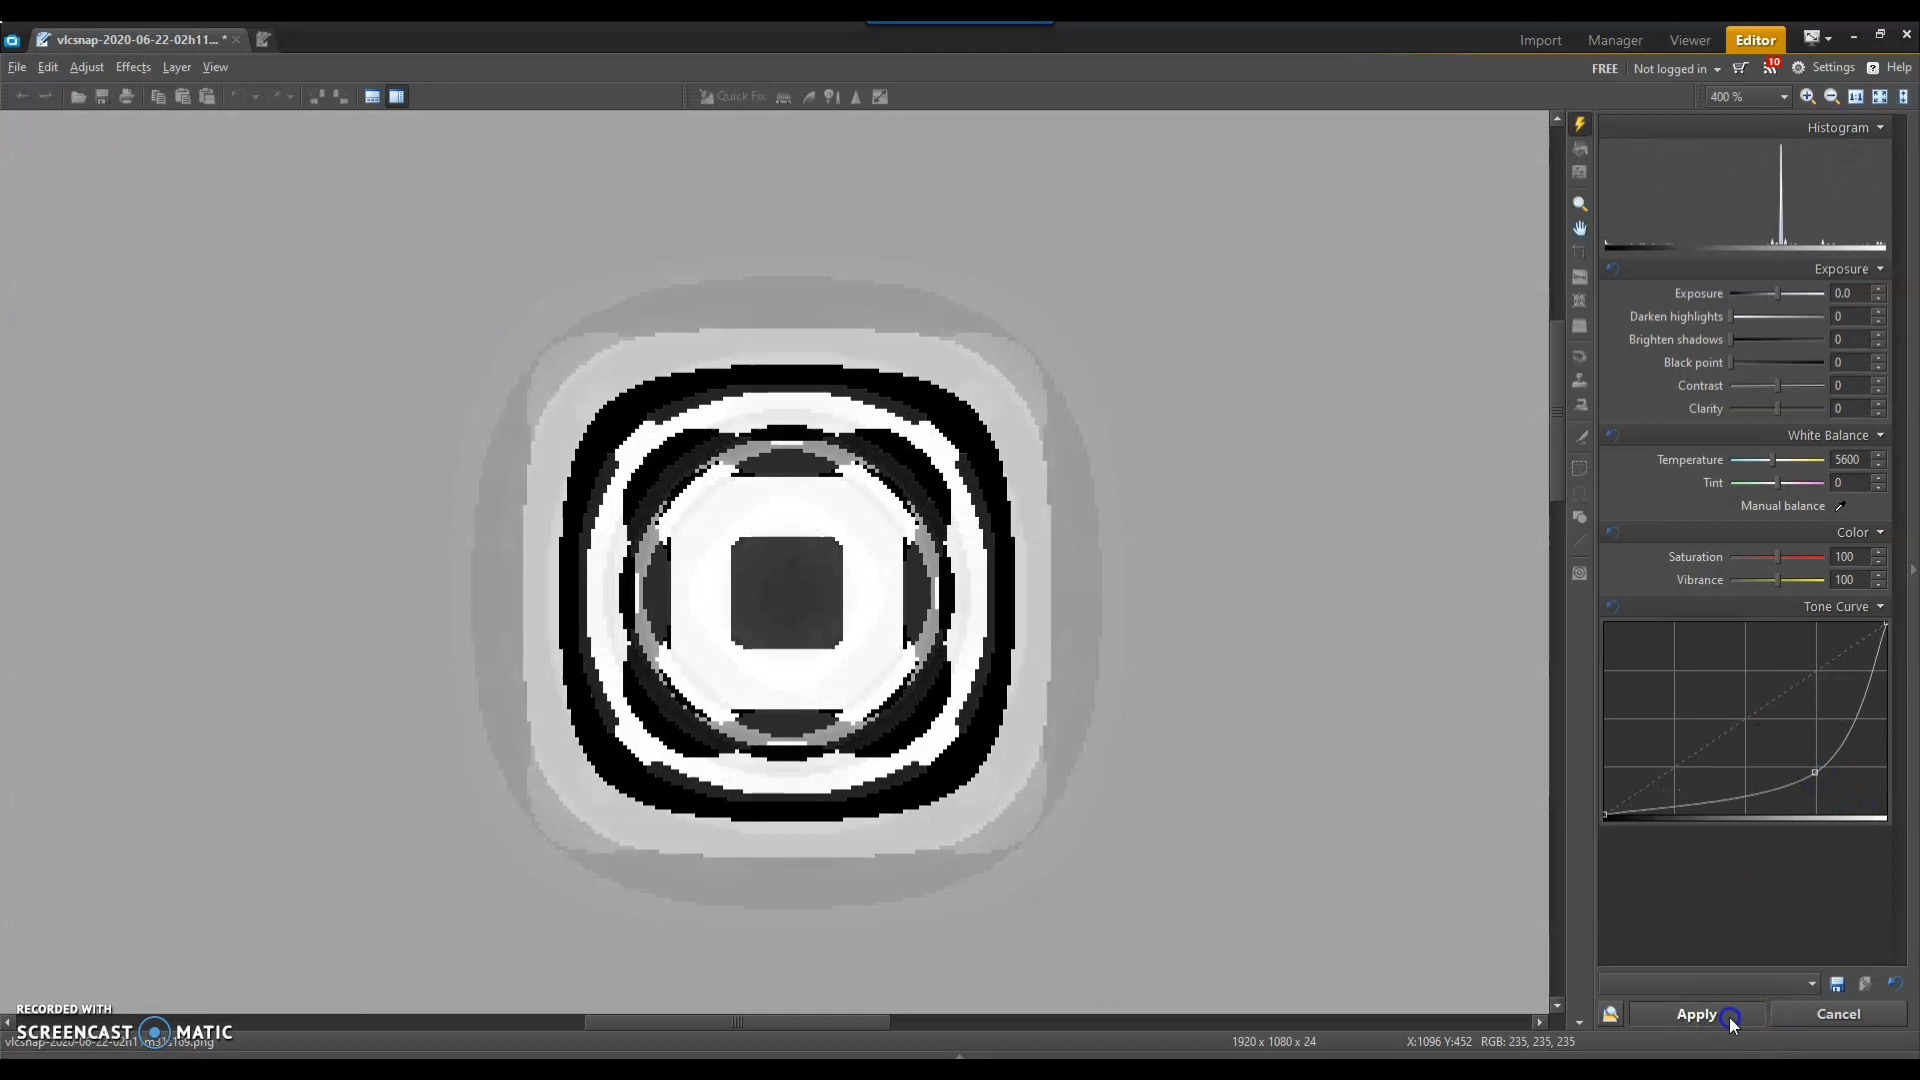 vlcsnap-2020-06-22-02h11... *
Import
Manager
Viewer
Editor
File
Edit
Adjust
Effects
Layer
View
FREE
Not logged in
10
Settings
Help
Quick Fix
400 %
Histogram
Exposure
Exposure
0.0
Darken highlights
0
Brighten shadows
0
Black point
0
Contrast
0
Clarity
0
White Balance
Temperature
5600
Tint
0
Manual balance
Color
Saturation
100
Vibrance
100
Tone Curve
Apply
Cancel
RECORDED WITH
SCREENCAST MATIC
1920 x 1080 x 24
X:1096 Y:452
RGB: 235, 235, 235